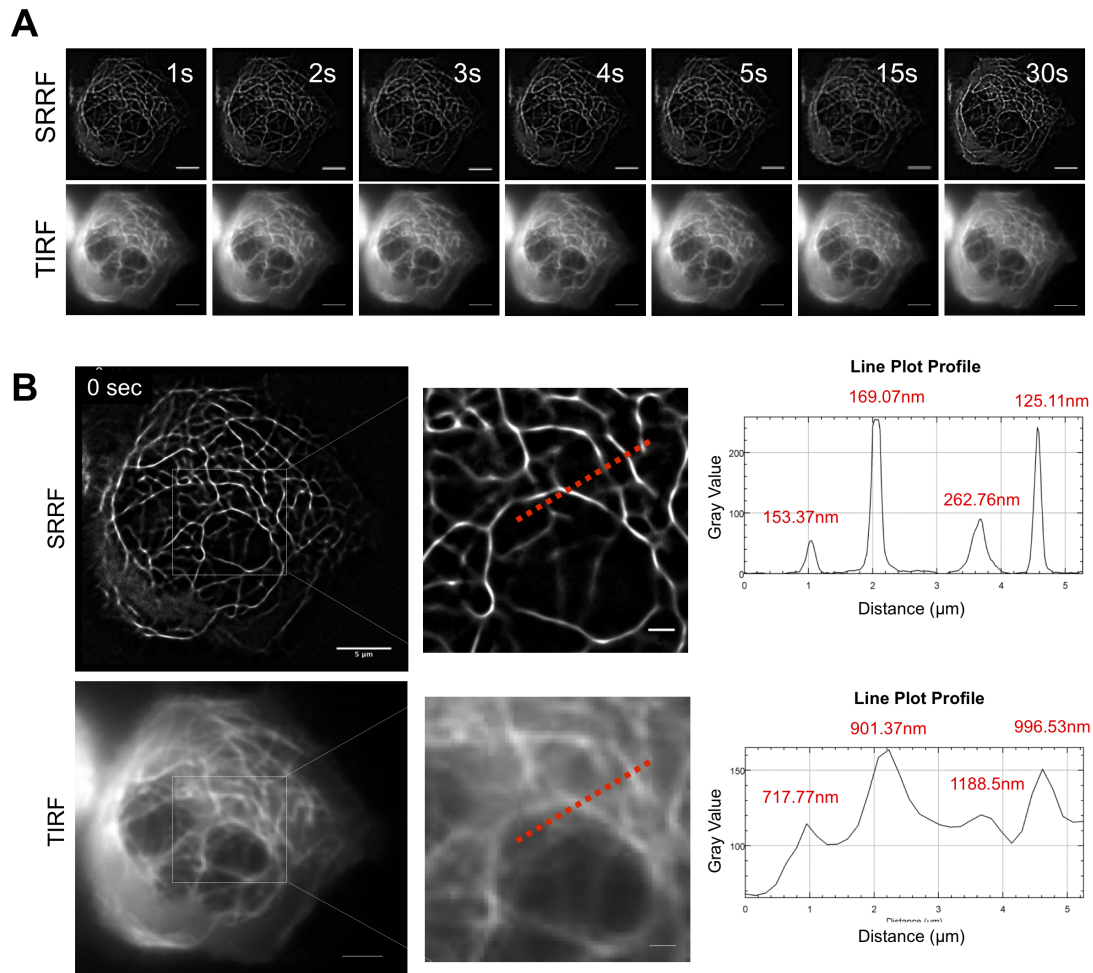 A
SRRF
1s
2s
3s
4s
5s
15s
30s
TIRF
B
SRRF
0 sec
5 µm
Line Plot Profile
169.07nm
125.11nm
153.37nm
262.76nm
Gray Value
200
100
0
0 1 2 3 4 5
Distance (µm)
TIRF
Line Plot Profile
901.37nm
996.53nm
717.77nm
1188.5nm
Gray Value
150
100
0 1 2 3 4 5
Distance (µm)
Distance (µm)